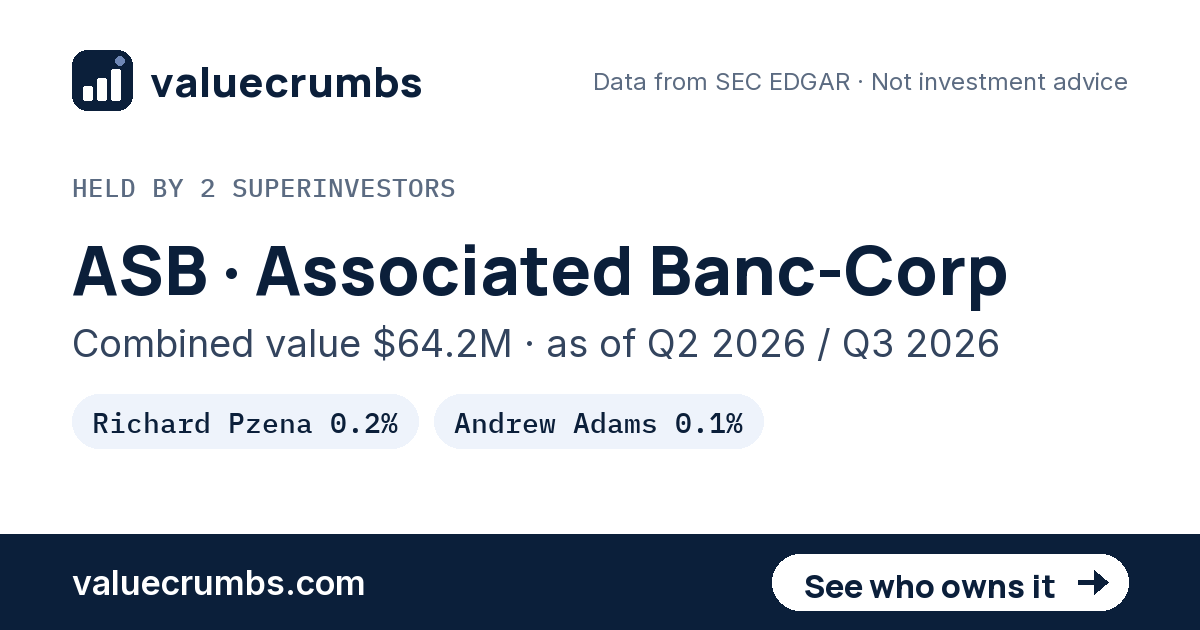 valuecrumbs
Data from SEC EDGAR · Not investment advice
HELD BY 2 SUPERINVESTORS
ASB · Associated Banc-Corp
Combined value $64.2M · as of Q2 2026 / Q3 2026
Richard Pzena 0.2%
Andrew Adams 0.1%
valuecrumbs.com
See who owns it →